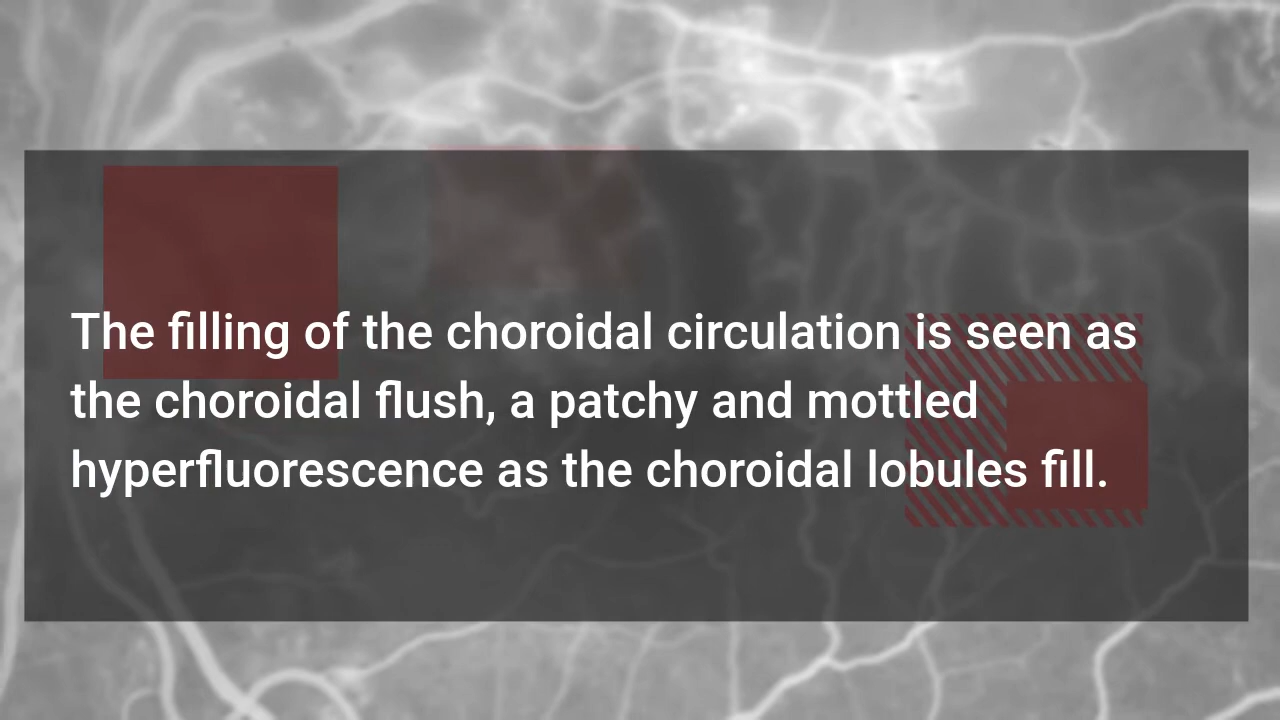 The filling of the choroidal circulation is seen as
the choroidal flush, a patchy and mottled
hyperfluorescence as the choroidal lobules fill.